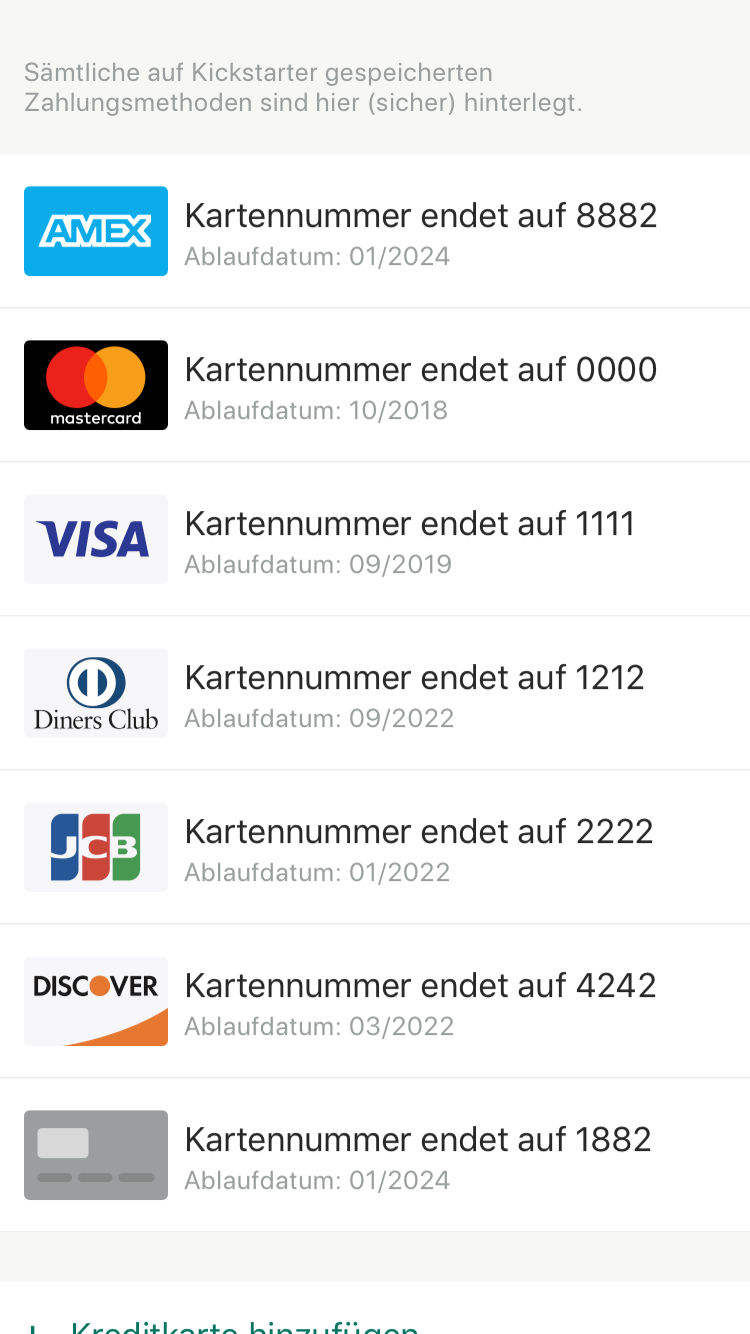 Sämtliche auf Kickstarter gespeicherten
Zahlungsmethoden sind hier (sicher) hinterlegt.
AMEX
Kartennummer endet auf 8882
Ablaufdatum: 01/2024
mastercard
Kartennummer endet auf 0000
Ablaufdatum: 10/2018
VISA
Kartennummer endet auf 1111
Ablaufdatum: 09/2019
Diners Club
Kartennummer endet auf 1212
Ablaufdatum: 09/2022
JCB
Kartennummer endet auf 2222
Ablaufdatum: 01/2022
DISCOVER
Kartennummer endet auf 4242
Ablaufdatum: 03/2022
Kartennummer endet auf 1882
Ablaufdatum: 01/2024
Kreditkarte hinzufügen